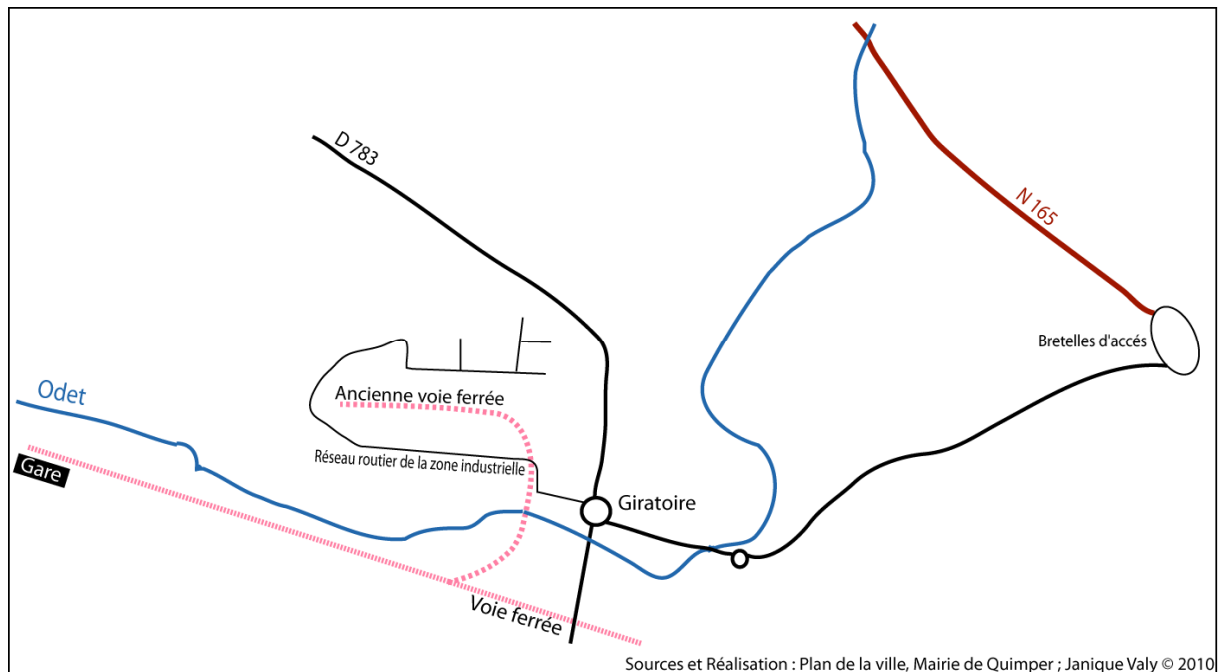 D 783
N 165
Bretelles d'accés
Odet
Ancienne voie ferrée
Gare
Réseau routier de la zone industrielle
Giratoire
Voie ferrée
Sources et Réalisation : Plan de la ville, Mairie de Quimper ; Janique Valy © 2010